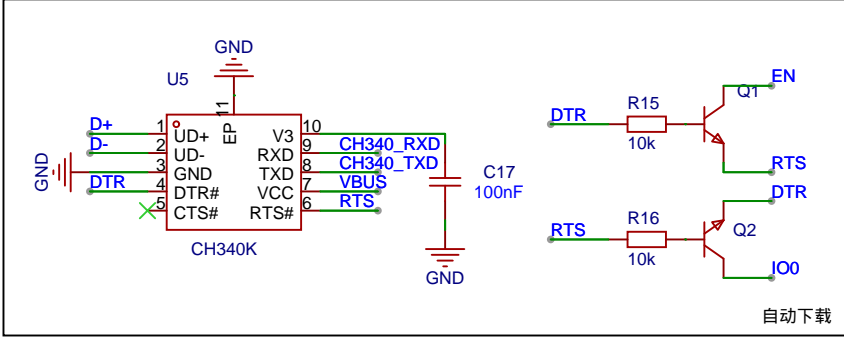 GND
U5
11
EP
D+
1
UD+
V3
10
D-
2
UD-
RXD
9
CH340_RXD
GND
3
GND
TXD
8
CH340_TXD
DTR
4
DTR#
VCC
7
VBUS
5
CTS#
RTS#
6
RTS
CH340K
C17
100nF
GND
EN
Q1
DTR
R15
10k
RTS
DTR
RTS
R16
10k
Q2
IO0
自动下载